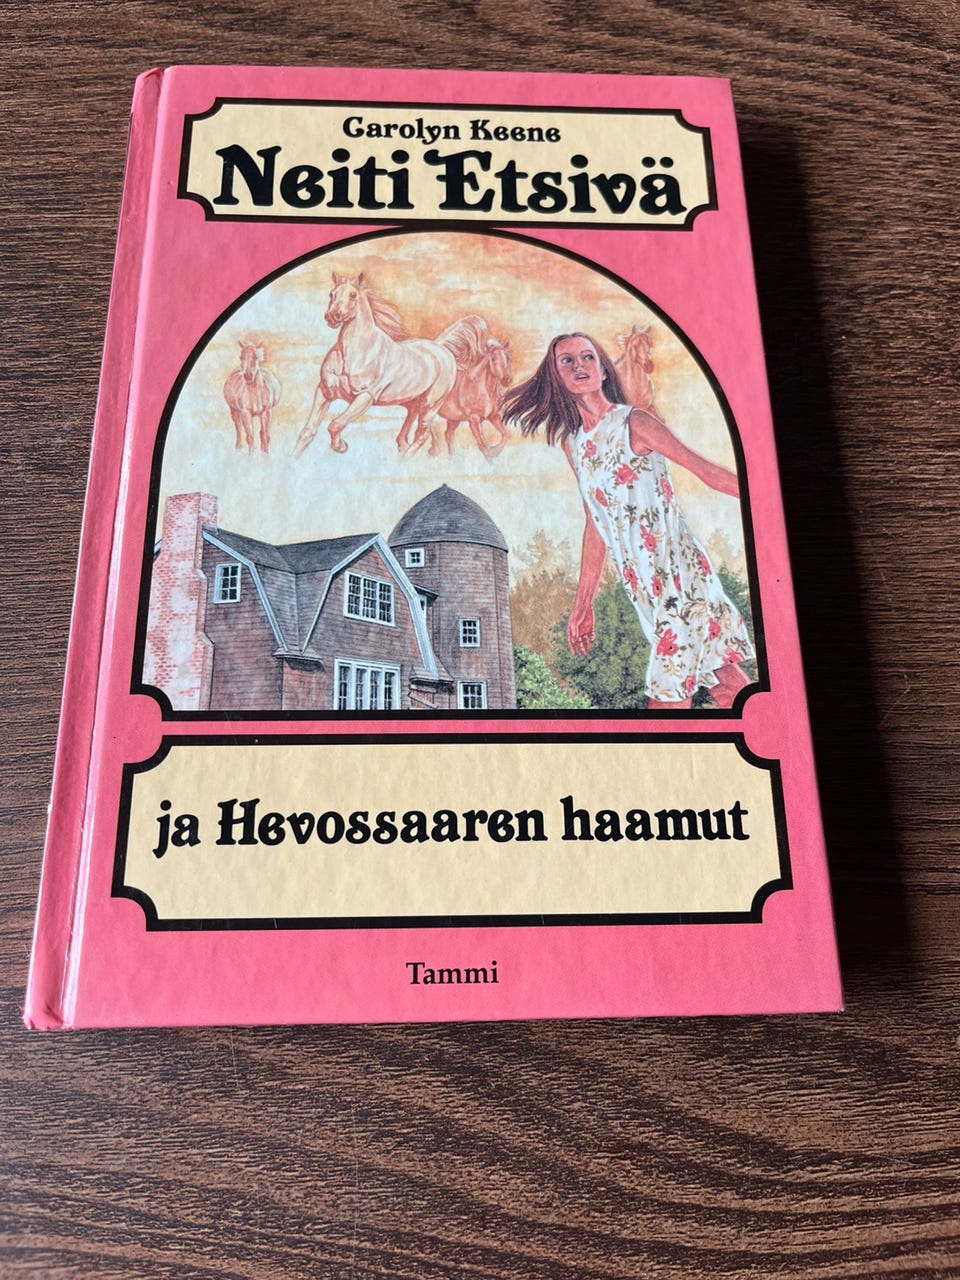 Carolyn Keene
Neiti Etsivä
ja Hevossaaren haamut
Tammi